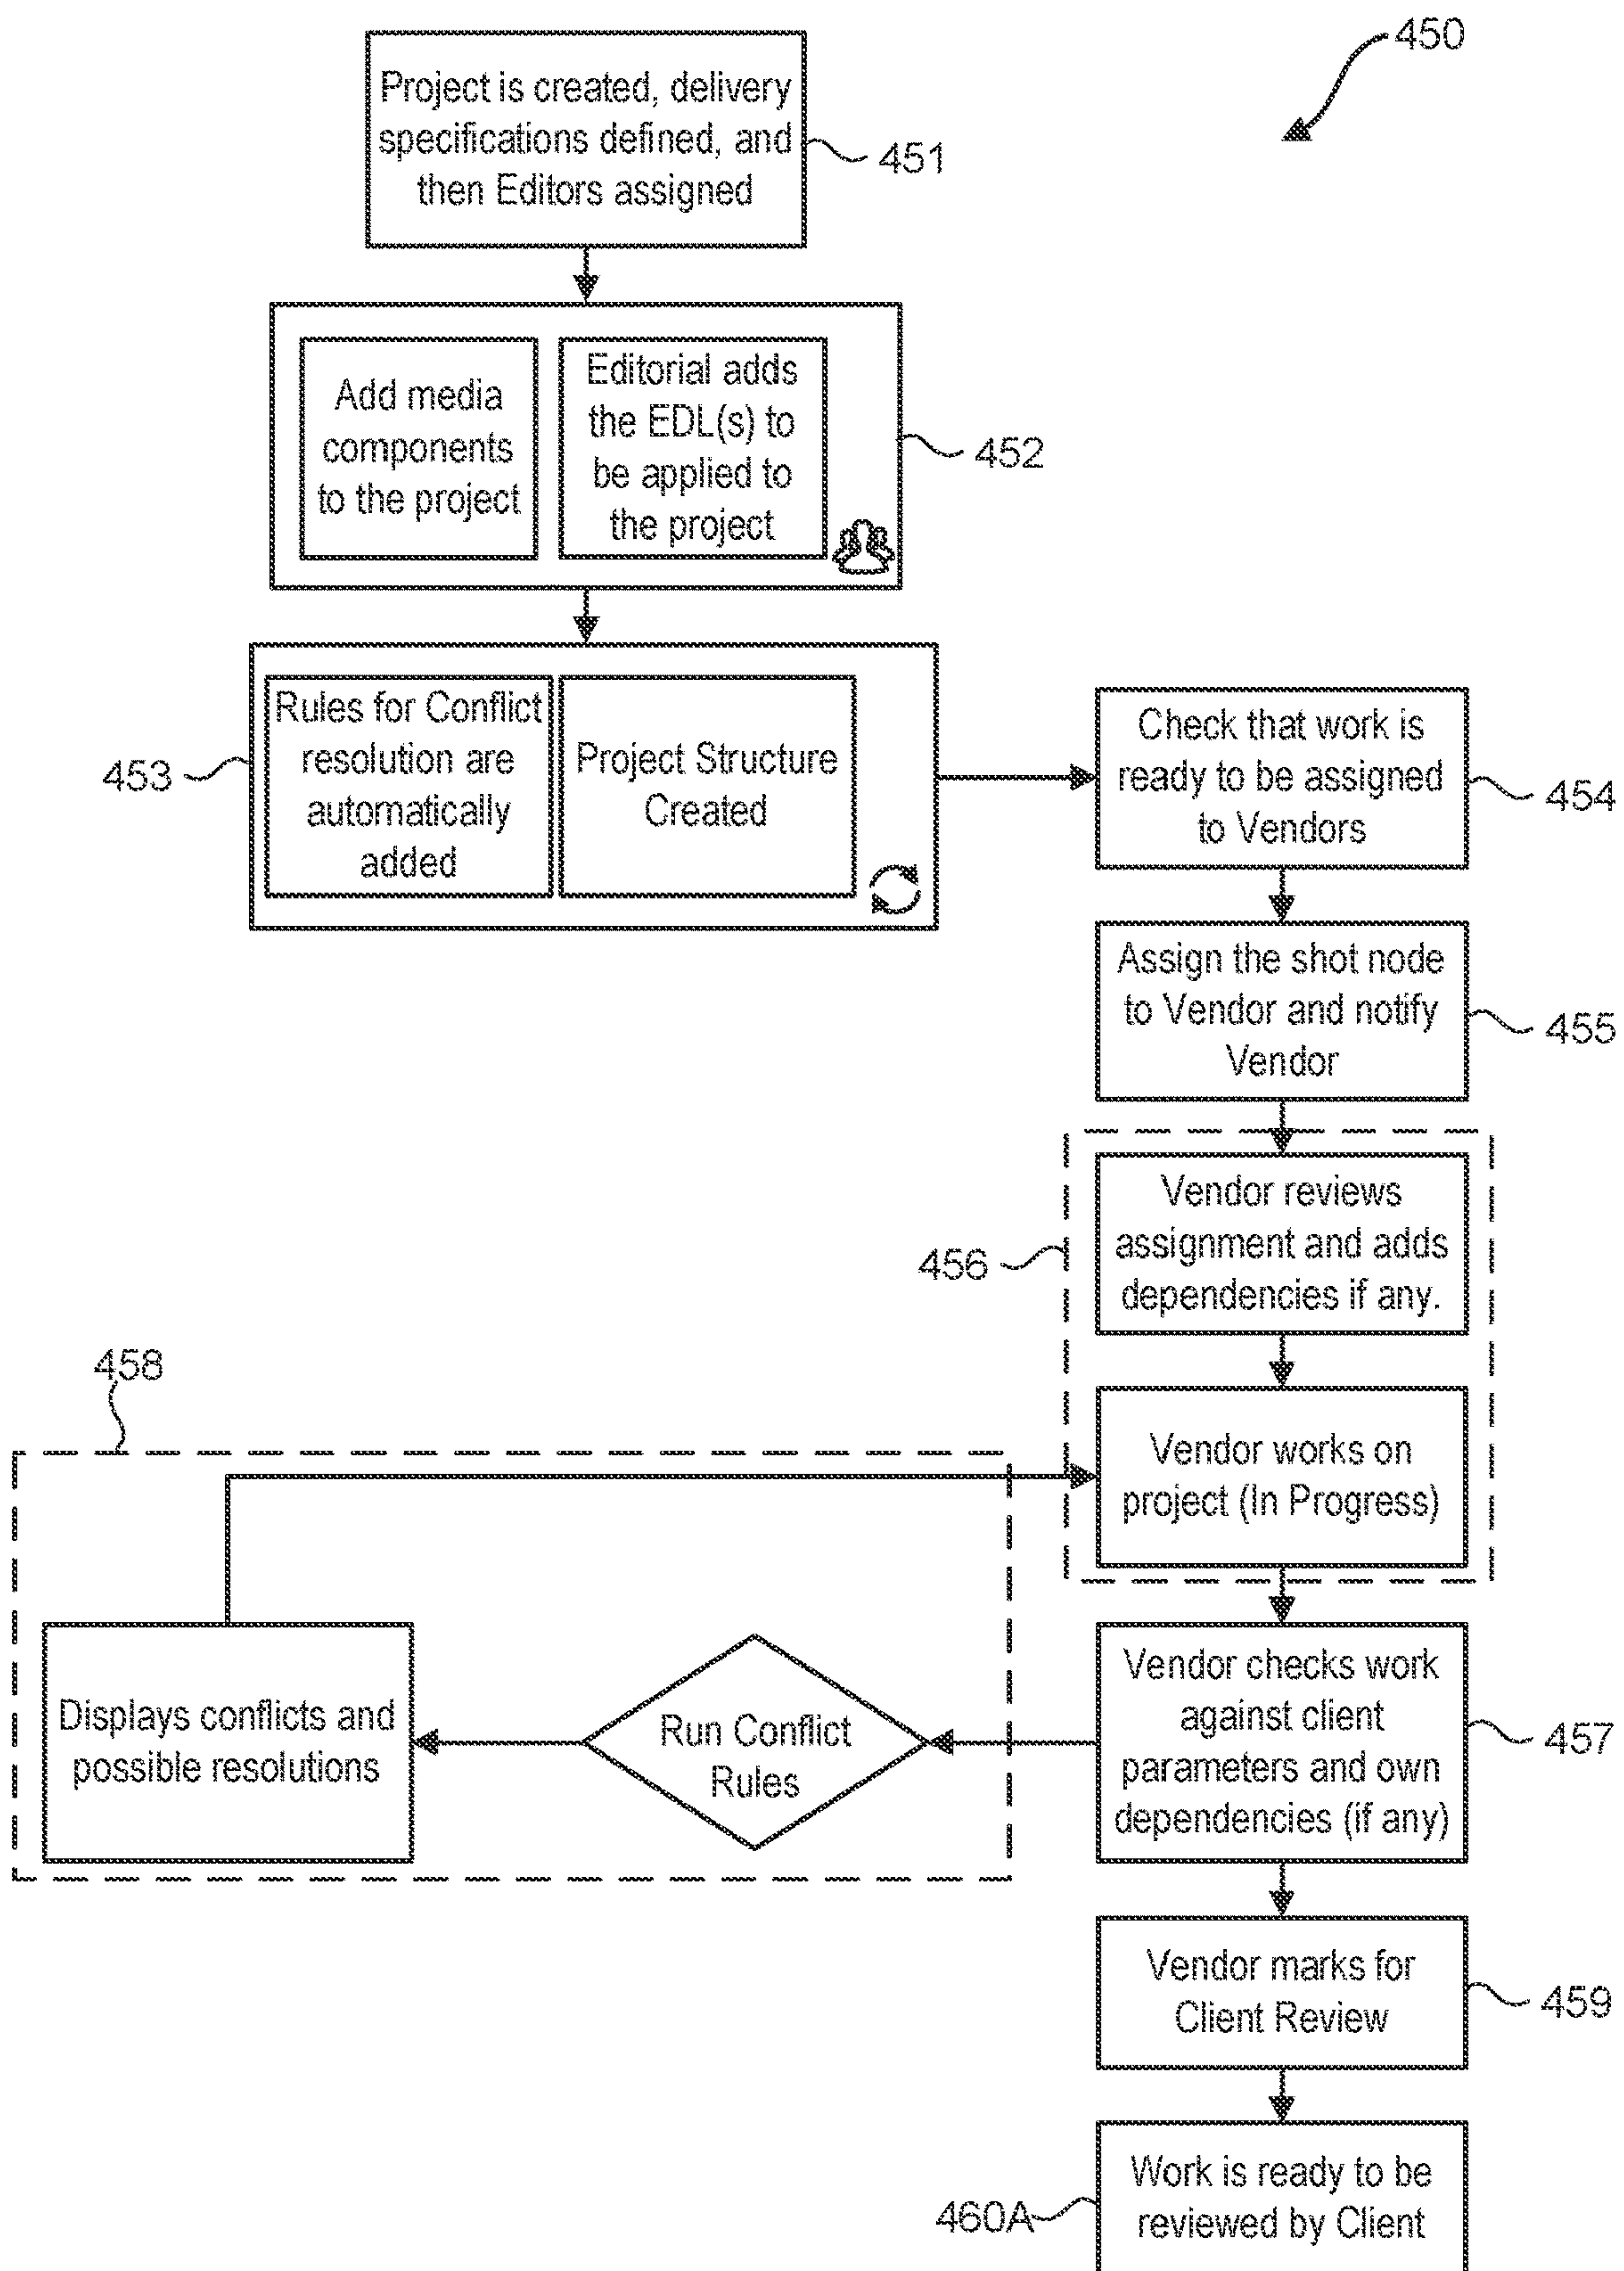 450
Project is created, delivery
specifications defined, and
then Editors assigned
451
Add media
components
to the project
Editorial adds
the EDL(s) to
be applied to
the project
452
Rules for Conflict
resolution are
automatically
added
Project Structure
Created
453
Check that work is
ready to be assigned
to Vendors
454
Assign the shot node
to Vendor and notify
Vendor
455
Vendor reviews
assignment and adds
dependencies if any.
456
Vendor works on
project (In Progress)
458
Displays conflicts and
possible resolutions
Run Conflict
Rules
Vendor checks work
against client
parameters and own
dependencies (if any)
457
Vendor marks for
Client Review
459
Work is ready to be
reviewed by Client
460A